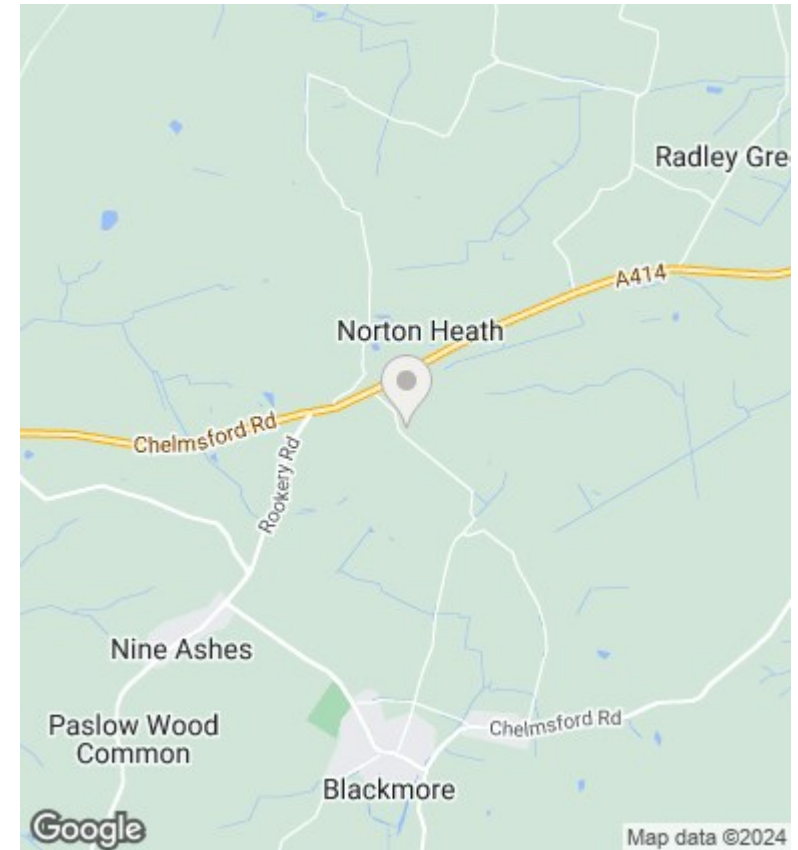 Radley Gre
A414
Norton Heath
Chelmsford Rd
Rookery Rd
Nine Ashes
Paslow Wood
Common
Chelmsford Rd
Blackmore
Google
Map data ©2024